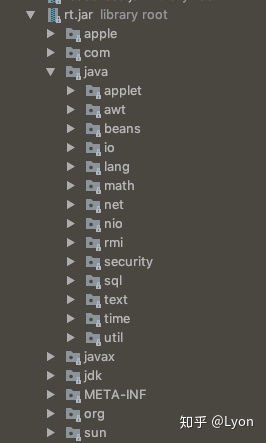 rt.jar library root
apple
com
java
applet
awt
beans
io
lang
math
net
nio
rmi
security
sql
text
time
util
javax
jdk
META-INF
org
sun
知乎 @Lyon